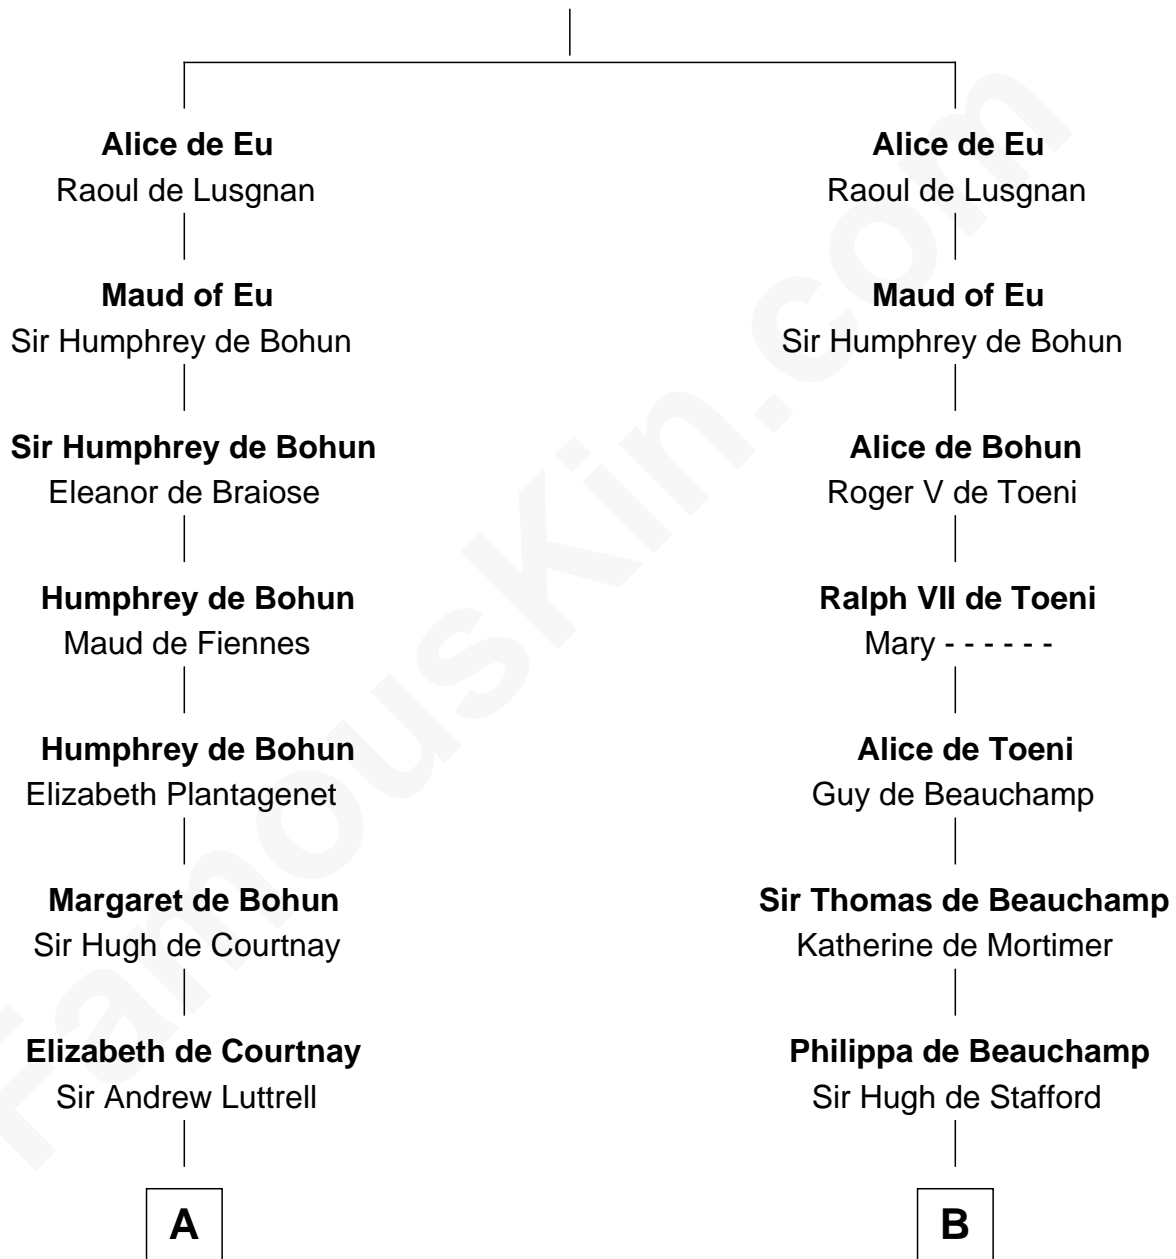 Alice de Eu
Raoul de Lusgnan
Maud of Eu
Sir Humphrey de Bohun
Sir Humphrey de Bohun
Eleanor de Braiose
Humphrey de Bohun
Maud de Fiennes
Humphrey de Bohun
Elizabeth Plantagenet
Margaret de Bohun
Sir Hugh de Courtnay
Elizabeth de Courtnay
Sir Andrew Luttrell
A
Alice de Eu
Raoul de Lusgnan
Maud of Eu
Sir Humphrey de Bohun
Alice de Bohun
Roger V de Toeni
Ralph VII de Toeni
Mary - - - - - -
Alice de Toeni
Guy de Beauchamp
Sir Thomas de Beauchamp
Katherine de Mortimer
Philippa de Beauchamp
Sir Hugh de Stafford
B
FamousKin.com